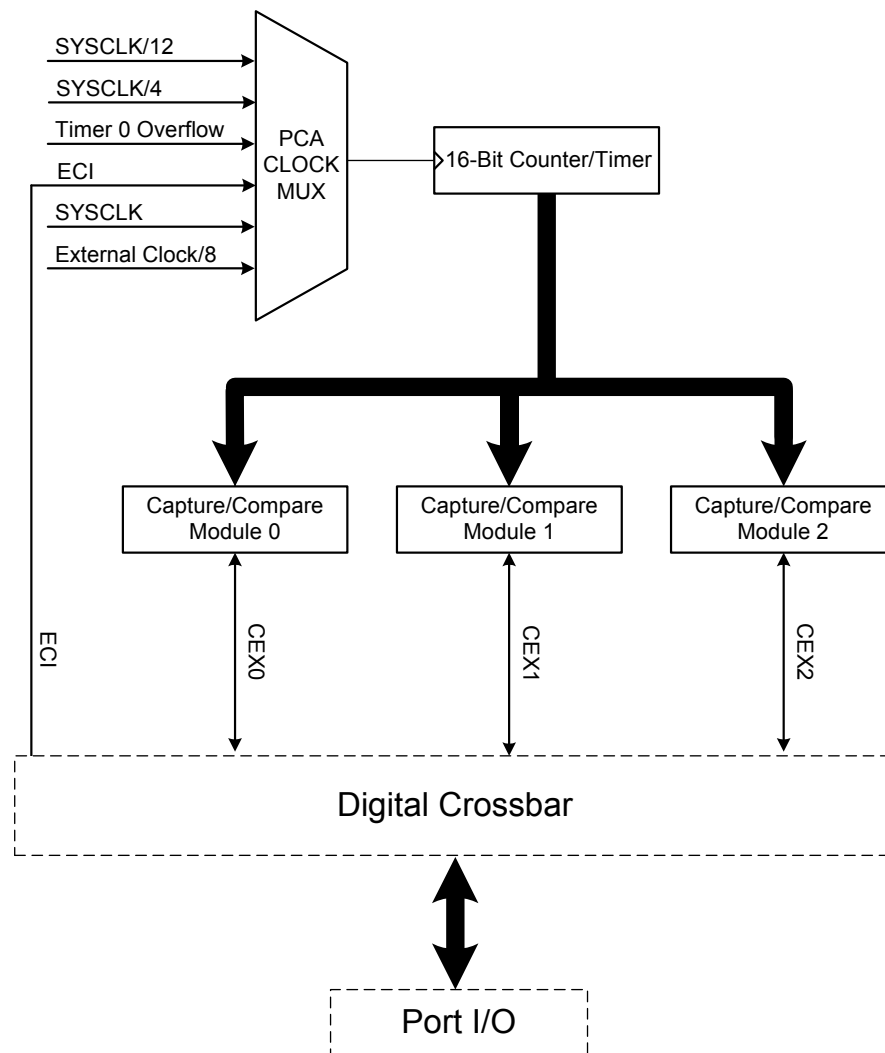 SYSCLK/12
SYSCLK/4
Timer 0 Overflow
ECI
SYSCLK
External Clock/8
PCA
CLOCK
MUX
16-Bit Counter/Timer
Capture/Compare
Module 0
Capture/Compare
Module 1
Capture/Compare
Module 2
ECI
CEX0
CEX1
CEX2
Digital Crossbar
Port I/O